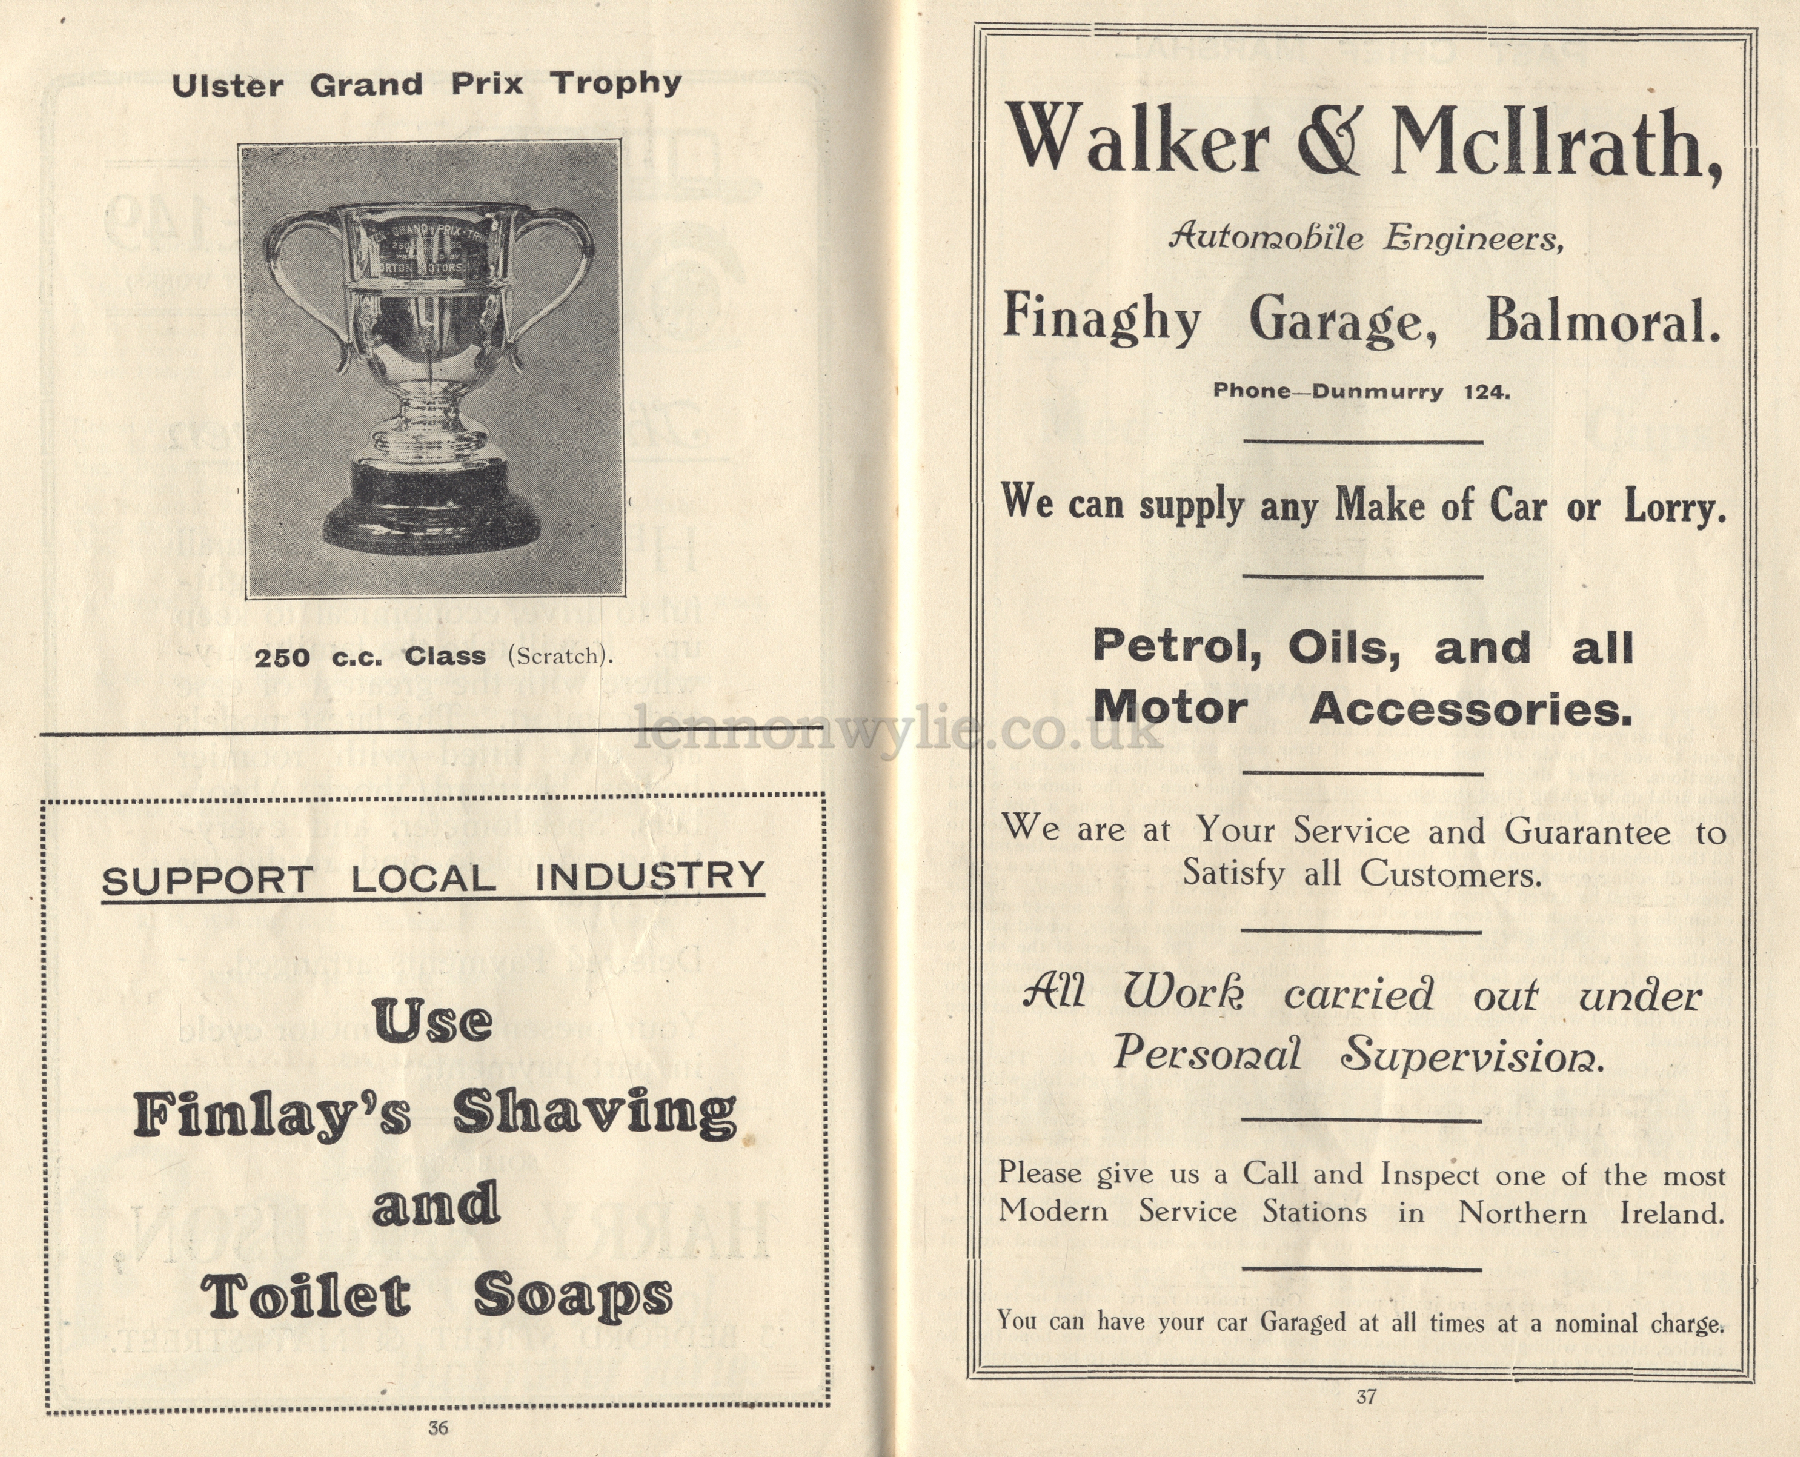 Ulster Grand Prix Trophy
GRAND PRIX
MOTORS
250 c.c. Class (Scratch).
SUPPORT LOCAL INDUSTRY
Use
Finlay's Shaving
and
Toilet Soaps
36
Walker & McIlrath,
Automobile Engineers,
Finaghy Garage, Balmoral.
Phone—Dunmurry 124.
We can supply any Make of Car or Lorry.
Petrol, Oils, and all
Motor Accessories.
We are at Your Service and Guarantee to
Satisfy all Customers.
All Work carried out under
Personal Supervision.
Please give us a Call and Inspect one of the most
Modern Service Stations in Northern Ireland.
You can have your car Garaged at all times at a nominal charge.
37
lennonwylie.co.uk